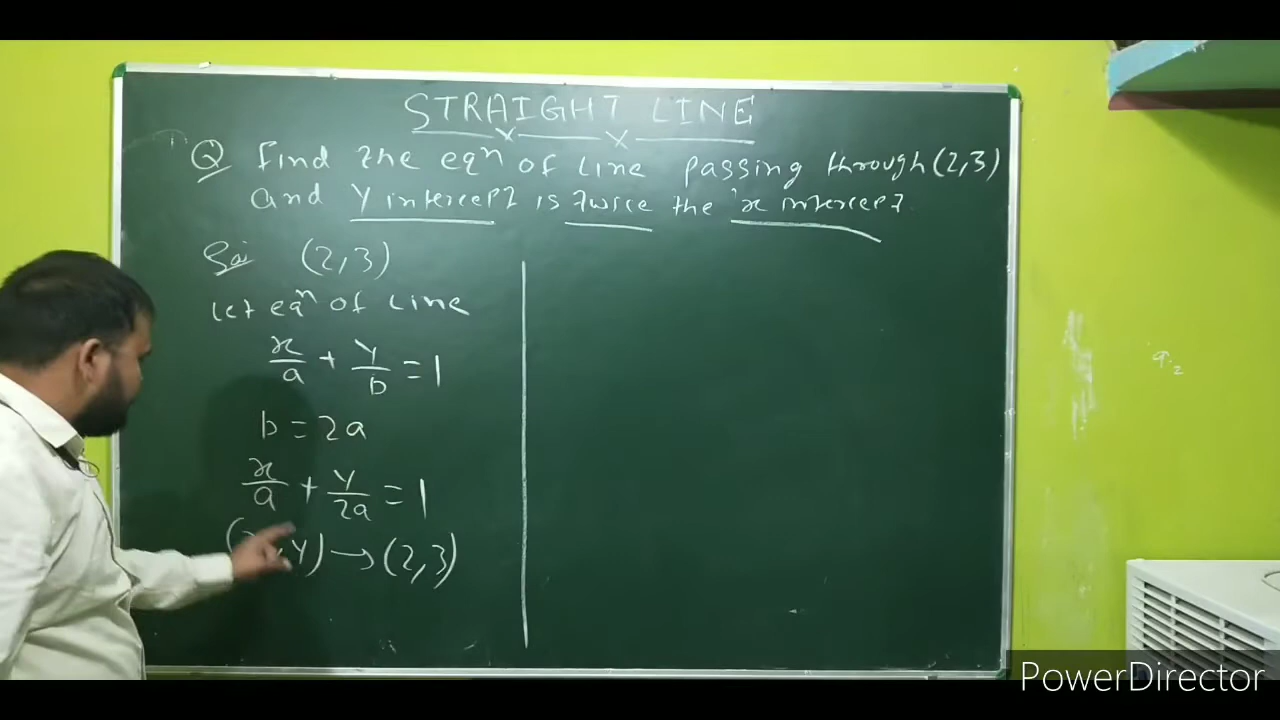 STRAIGHT LINE
Q Find the eqn of line passing through (2,3)
and Y intercept is twice the x intercept.
Sol (2,3)
Let eqn of line
x/a + y/b = 1
b = 2a
x/a + y/2a = 1
,y) → (2,3)
PowerDirector